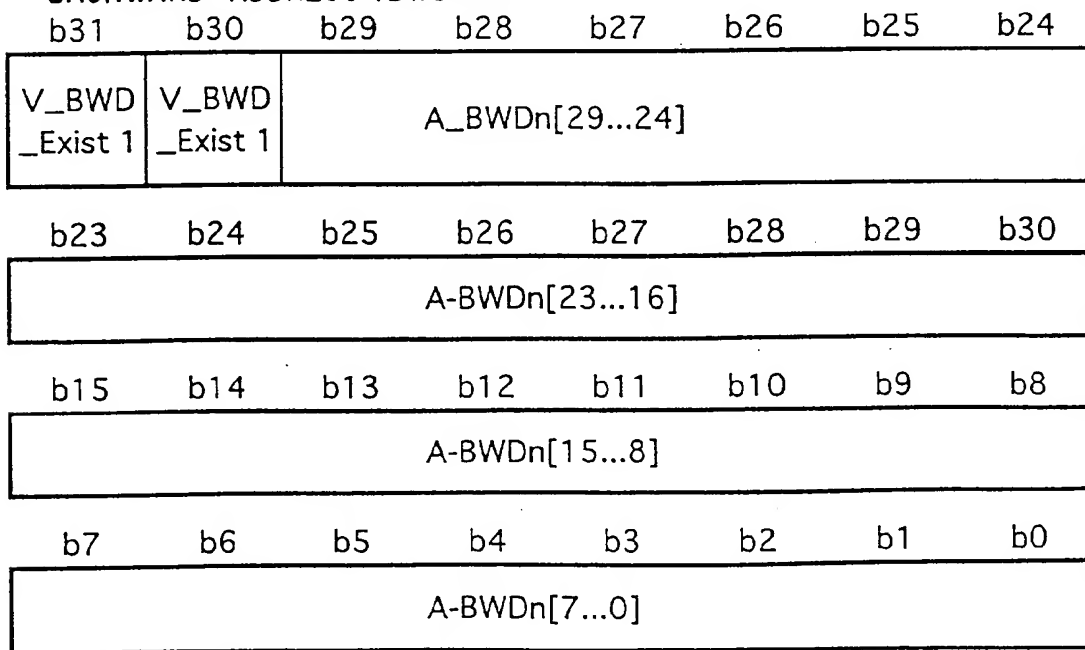 b31 b30 b29 b28 b27 b26 b25 b24
V_BWD _Exist 1
V_BWD _Exist 1
A_BWDn[29...24]
b23 b24 b25 b26 b27 b28 b29 b30
A-BWDn[23...16]
b15 b14 b13 b12 b11 b10 b9 b8
A-BWDn[15...8]
b7 b6 b5 b4 b3 b2 b1 b0
A-BWDn[7...0]